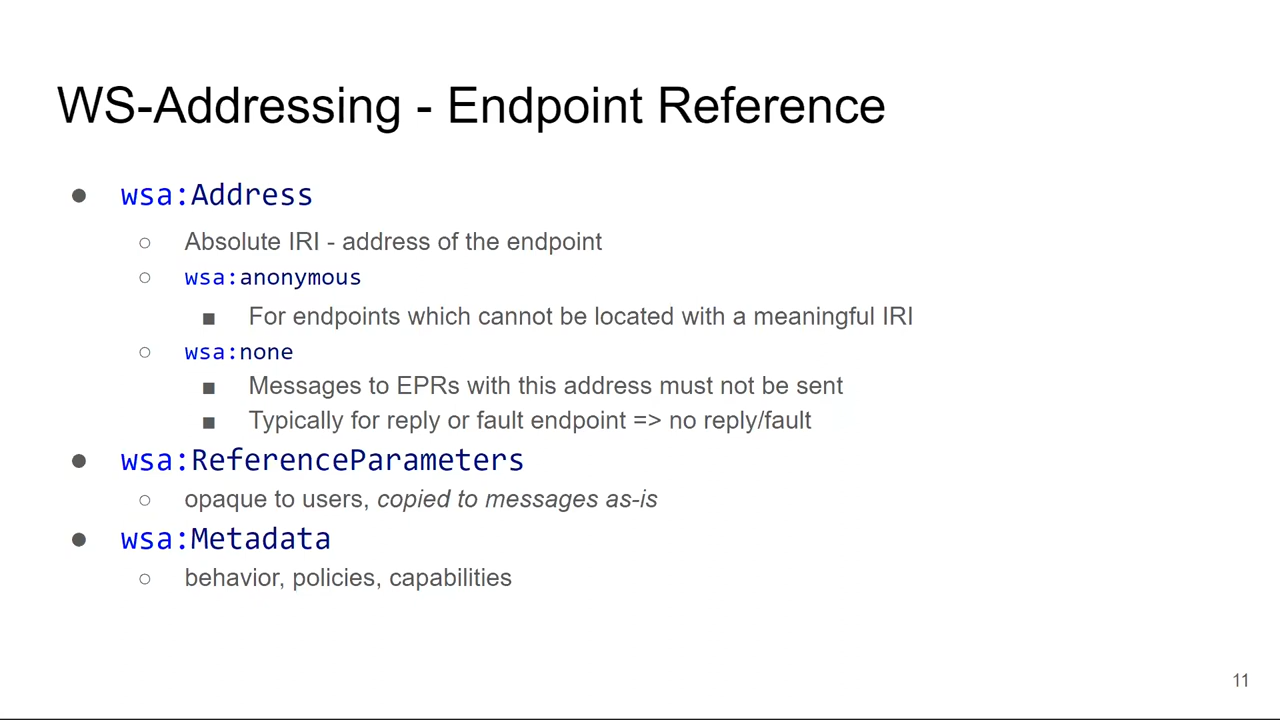 WS-Addressing - Endpoint Reference
● wsa:Address
○ Absolute IRI - address of the endpoint
○ wsa:anonymous
■ For endpoints which cannot be located with a meaningful IRI
○ wsa:none
■ Messages to EPRs with this address must not be sent
■ Typically for reply or fault endpoint => no reply/fault
● wsa:ReferenceParameters
○ opaque to users, copied to messages as-is
● wsa:Metadata
○ behavior, policies, capabilities
11